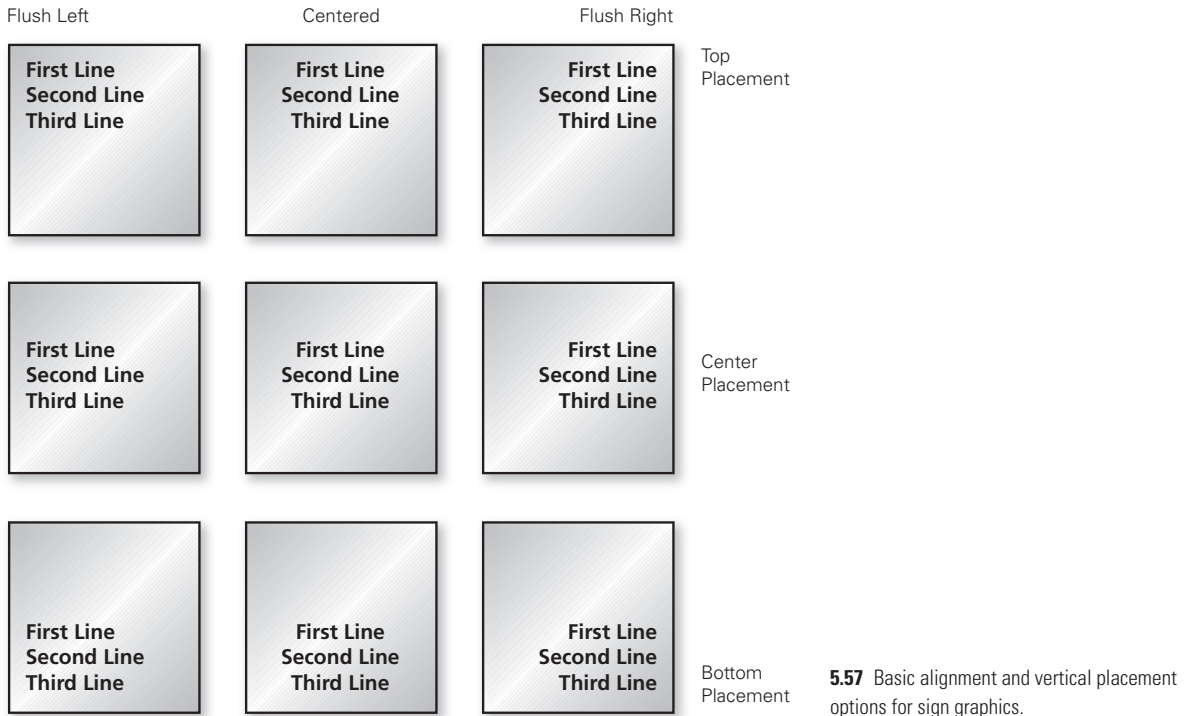 Flush Left
Centered
Flush Right
First Line
Second Line
Third Line
First Line
Second Line
Third Line
First Line
Second Line
Third Line
Top
Placement
First Line
Second Line
Third Line
First Line
Second Line
Third Line
First Line
Second Line
Third Line
Center
Placement
First Line
Second Line
Third Line
First Line
Second Line
Third Line
First Line
Second Line
Third Line
Bottom
Placement
5.57 Basic alignment and vertical placement
options for sign graphics.